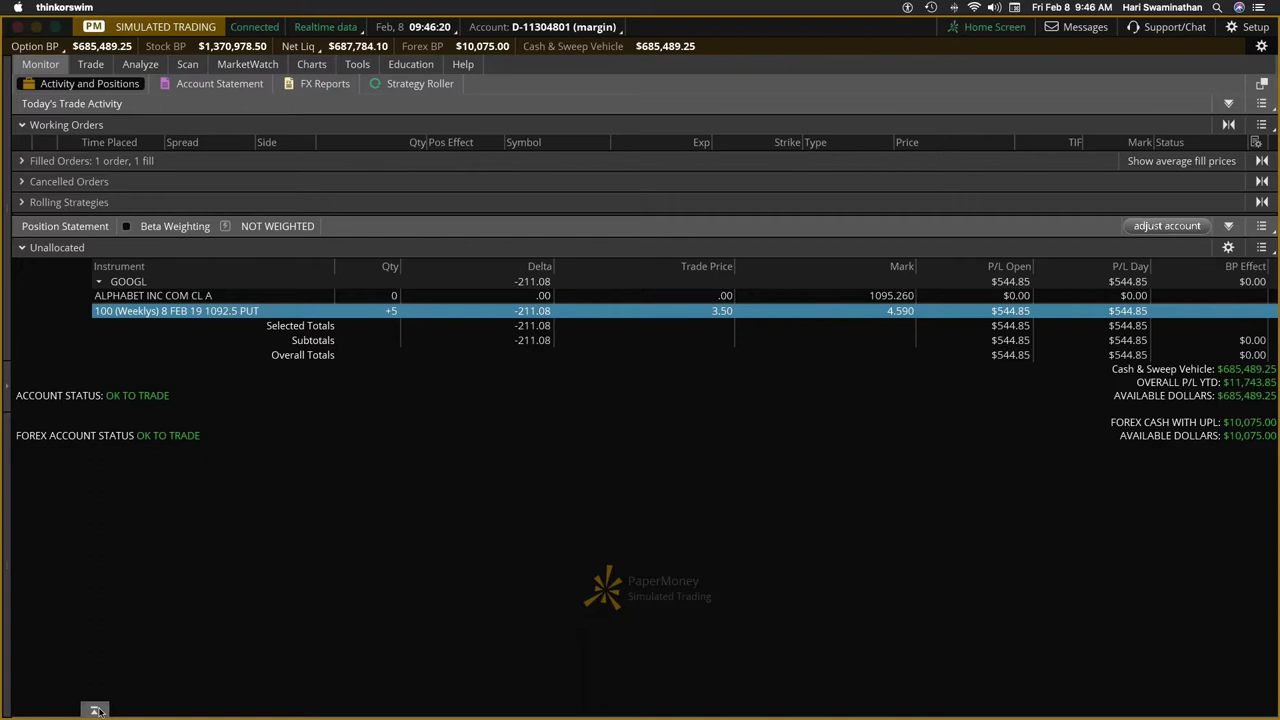 thinkorswim Fri Feb 8 9:46 AM Hari Swaminathan
PM SIMULATED TRADING Connected Realtime data Feb, 8 09:46:20 Account: D-11304801 (margin) Home Screen Messages Support/Chat Setup
Option BP $685,489.25 Stock BP $1,370,978.50 Net Liq $687,784.10 Forex BP $10,075.00 Cash & Sweep Vehicle $685,489.25
Monitor Trade Analyze Scan MarketWatch Charts Tools Education Help
Activity and Positions Account Statement FX Reports Strategy Roller
Today's Trade Activity
Working Orders
Time Placed Spread Side Qty Pos Effect Symbol Exp Strike Type Price TIF Mark Status
Filled Orders: 1 order, 1 fill Show average fill prices
Cancelled Orders
Rolling Strategies
Position Statement Beta Weighting NOT WEIGHTED adjust account
Unallocated
Instrument Qty Delta Trade Price Mark P/L Open P/L Day BP Effect
GOOGL -211.08 $544.85 $544.85 $0.00
ALPHABET INC COM CL A 0 .00 .00 1095.260 $0.00 $0.00
100 (Weeklys) 8 FEB 19 1092.5 PUT +5 -211.08 3.50 4.590 $544.85 $544.85
Selected Totals -211.08 $544.85 $544.85
Subtotals -211.08 $544.85 $544.85 $0.00
Overall Totals $544.85 $544.85 $0.00
Cash & Sweep Vehicle: $685,489.25
OVERALL P/L YTD: $11,743.85
ACCOUNT STATUS: OK TO TRADE AVAILABLE DOLLARS: $685,489.25
FOREX CASH WITH UPL: $10,075.00
FOREX ACCOUNT STATUS OK TO TRADE AVAILABLE DOLLARS: $10,075.00
PaperMoney
Simulated Trading